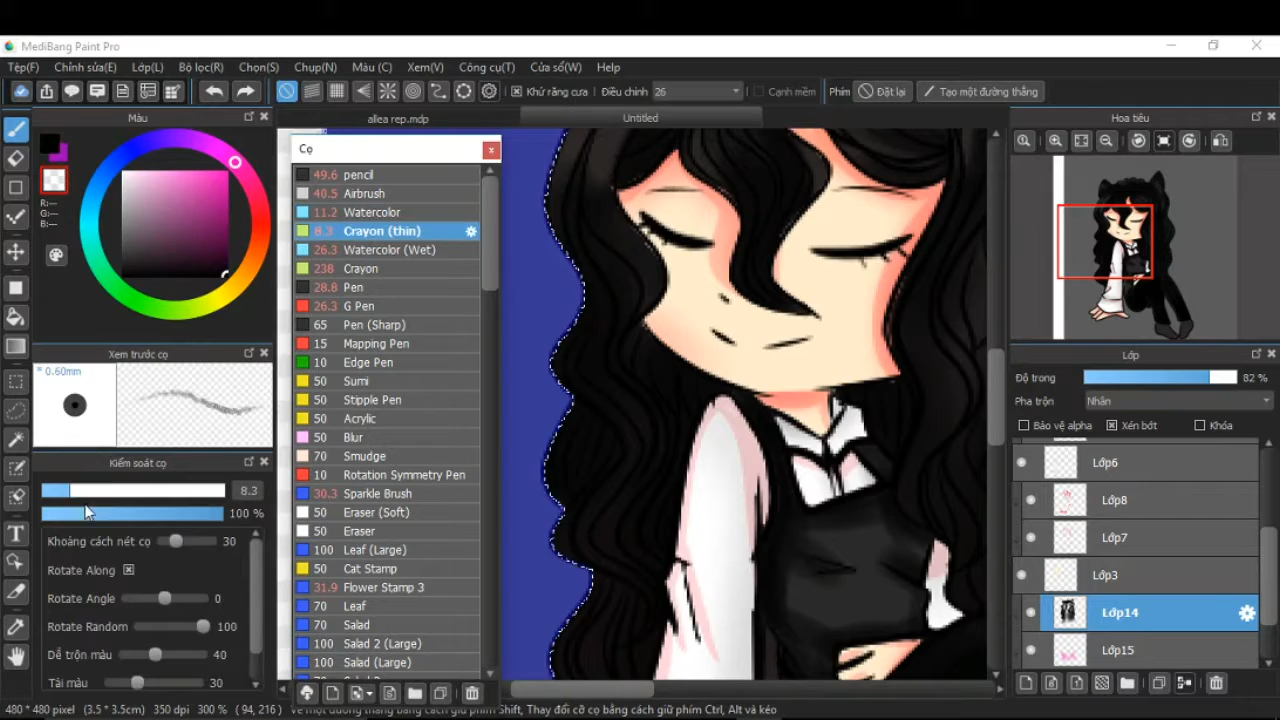 MediBang Paint Pro
Tệp(F) Chỉnh sửa(E) Lớp(L) Bộ lọc(R) Chọn(S) Chụp(N) Màu (C) Xem(V) Công cụ(T) Cửa sổ(W) Help
Khử răng cưa Điều chỉnh 26 Cạnh mềm Phím Đặt lại Tạo một đường thẳng
Màu
allea rep.mdp
Untitled
Hoa tiêu
R:---
G:---
B:---
Cọ
49.6 pencil
40.5 Airbrush
11.2 Watercolor
8.3 Crayon (thin)
26.3 Watercolor (Wet)
238 Crayon
28.8 Pen
26.3 G Pen
65 Pen (Sharp)
15 Mapping Pen
10 Edge Pen
50 Sumi
50 Stipple Pen
50 Acrylic
50 Blur
70 Smudge
10 Rotation Symmetry Pen
30.3 Sparkle Brush
50 Eraser (Soft)
50 Eraser
100 Leaf (Large)
50 Cat Stamp
31.9 Flower Stamp 3
70 Leaf
70 Salad
100 Salad 2 (Large)
100 Salad (Large)
Xem trước cọ
* 0.60mm
Kiểm soát cọ
8.3
100 %
Khoảng cách nét cọ 30
Rotate Along
Rotate Angle 0
Rotate Random 100
Dễ trộn màu 40
Tải màu 30
Lớp
Độ trong 82 %
Pha trộn Nhân
Bảo vệ alpha Xén bớt Khóa
Lớp6
Lớp8
Lớp7
Lớp3
Lớp14
Lớp15
480 * 480 pixel (3.5 * 3.5cm) 350 dpi 300 % (94, 216) Vẽ một đường thẳng bằng cách giữ phím Shift, Thay đổi cỡ cọ bằng cách giữ phím Ctrl, Alt và kéo